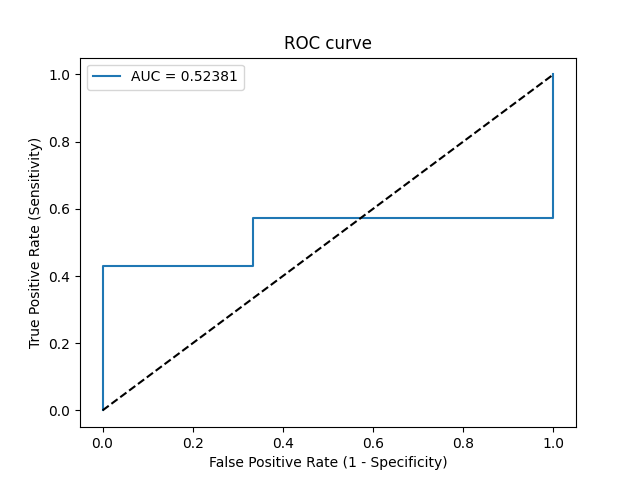 ROC curve
AUC = 0.52381
True Positive Rate (Sensitivity)
1.0
0.8
0.6
0.4
0.2
0.0
0.0 0.2 0.4 0.6 0.8 1.0
False Positive Rate (1 - Specificity)